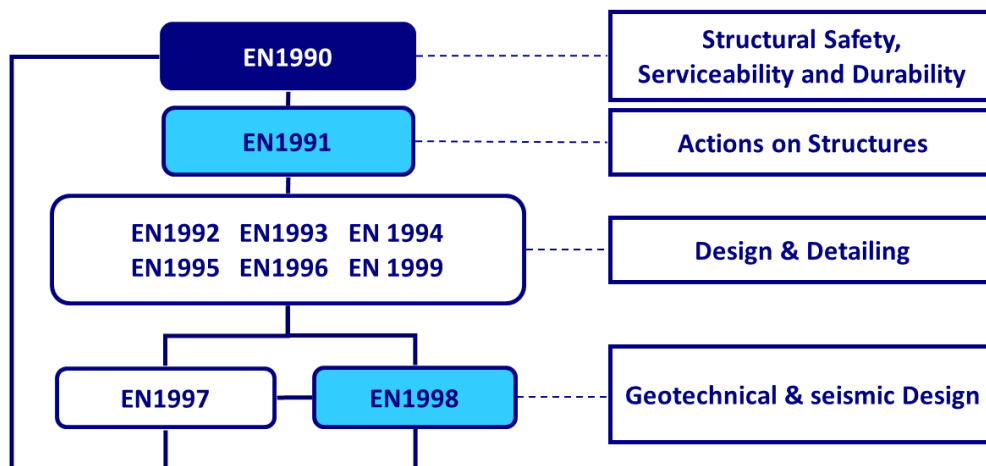 EN1990
Structural Safety,
Serviceability and Durability
EN1991
Actions on Structures
EN1992 EN1993 EN 1994
EN1995 EN1996 EN 1999
Design & Detailing
EN1997
EN1998
Geotechnical & seismic Design